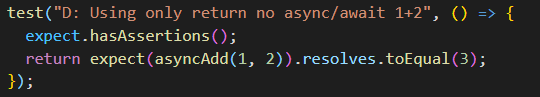 test("D: Using only return no async/await 1+2", () => {
  expect.hasAssertions();
  return expect(asyncAdd(1, 2)).resolves.toEqual(3);
});